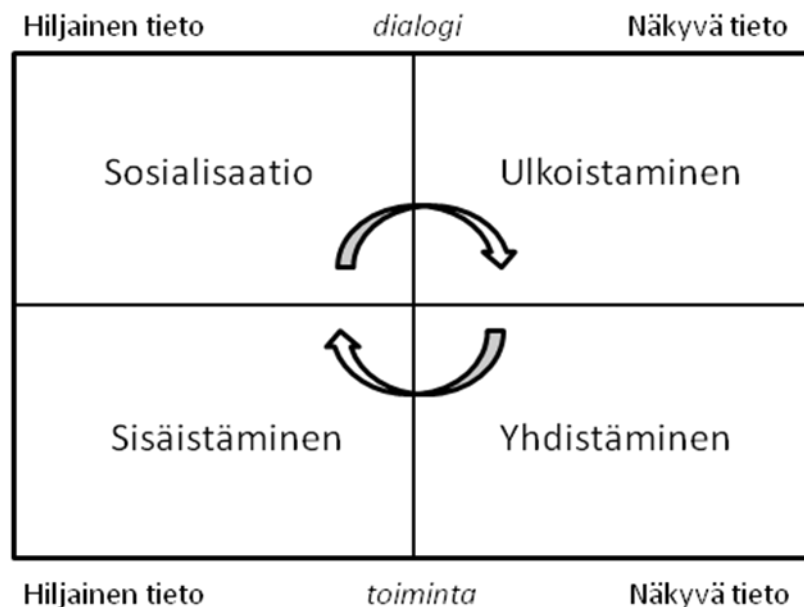 Hiljainen tieto dialogi Näkyvä tieto
Sosialisaatio Ulkoistaminen
Sisäistäminen Yhdistäminen
Hiljainen tieto toiminta Näkyvä tieto